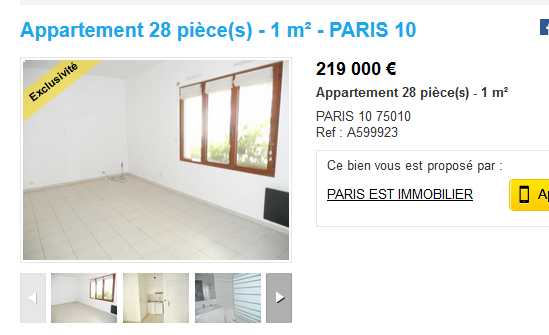 Appartement 28 pièce(s) - 1 m² - PARIS 10
Exclusivité
219 000 €
Appartement 28 pièce(s) - 1 m²
PARIS 10 75010
Ref : A599923
Ce bien vous est proposé par :
PARIS EST IMMOBILIER